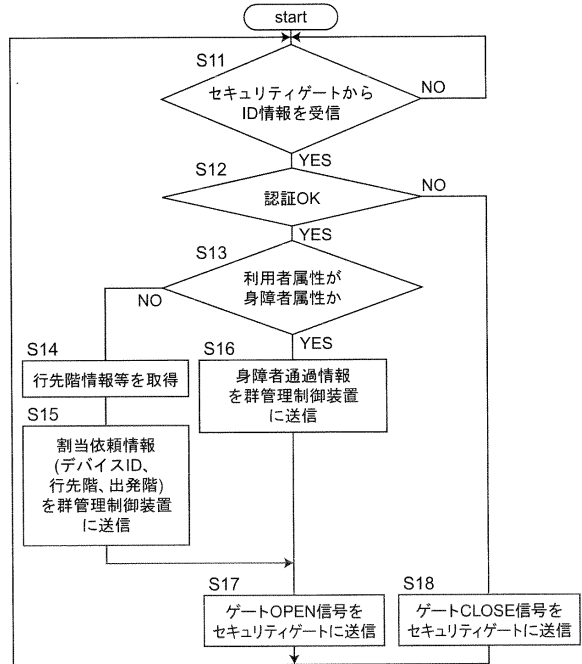 start
S11
セキュリティゲートから
ID情報を受信
NO
YES
S12
認証OK
NO
YES
S13
利用者属性が
身障者属性か
NO
YES
S14
行先階情報等を取得
S15
割当依頼情報
(デバイスID、
行先階、出発階)
を群管理制御装置
に送信
S16
身障者通過情報
を群管理制御装置
に送信
S17
ゲートOPEN信号を
セキュリティゲートに送信
S18
ゲートCLOSE信号を
セキュリティゲートに送信